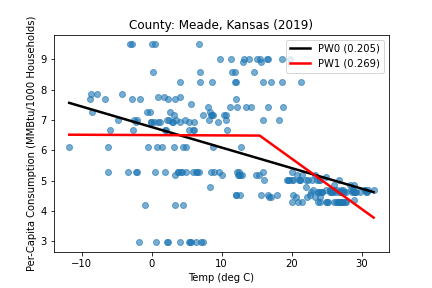 County: Meade, Kansas (2019)
PW0 (0.205)
PW1 (0.269)
Per-Capita Consumption (MMBtu/1000 Households)
9
8
7
6
5
4
3
−10
0
10
20
30
Temp (deg C)